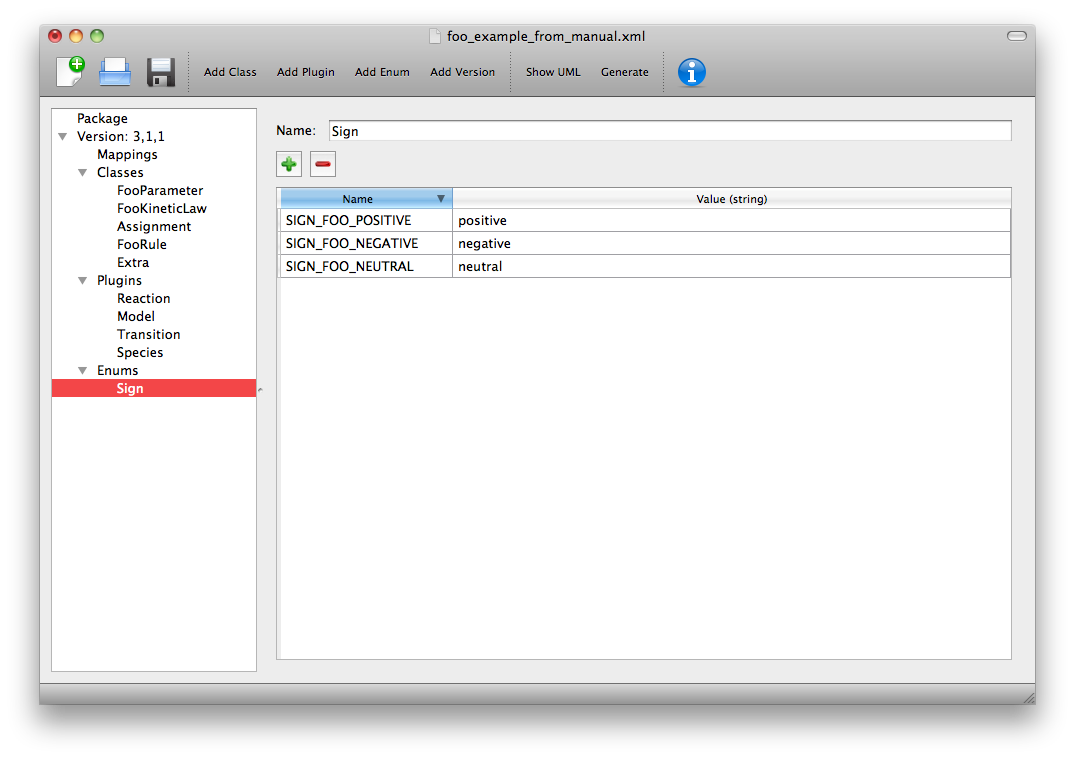 foo_example_from_manual.xml
Add Class Add Plugin Add Enum Add Version Show UML Generate
Package
Version: 3,1,1
Mappings
Classes
FooParameter
FooKineticLaw
Assignment
FooRule
Extra
Plugins
Reaction
Model
Transition
Species
Enums
Sign
Name: Sign
Name Value (string)
SIGN_FOO_POSITIVE positive
SIGN_FOO_NEGATIVE negative
SIGN_FOO_NEUTRAL neutral